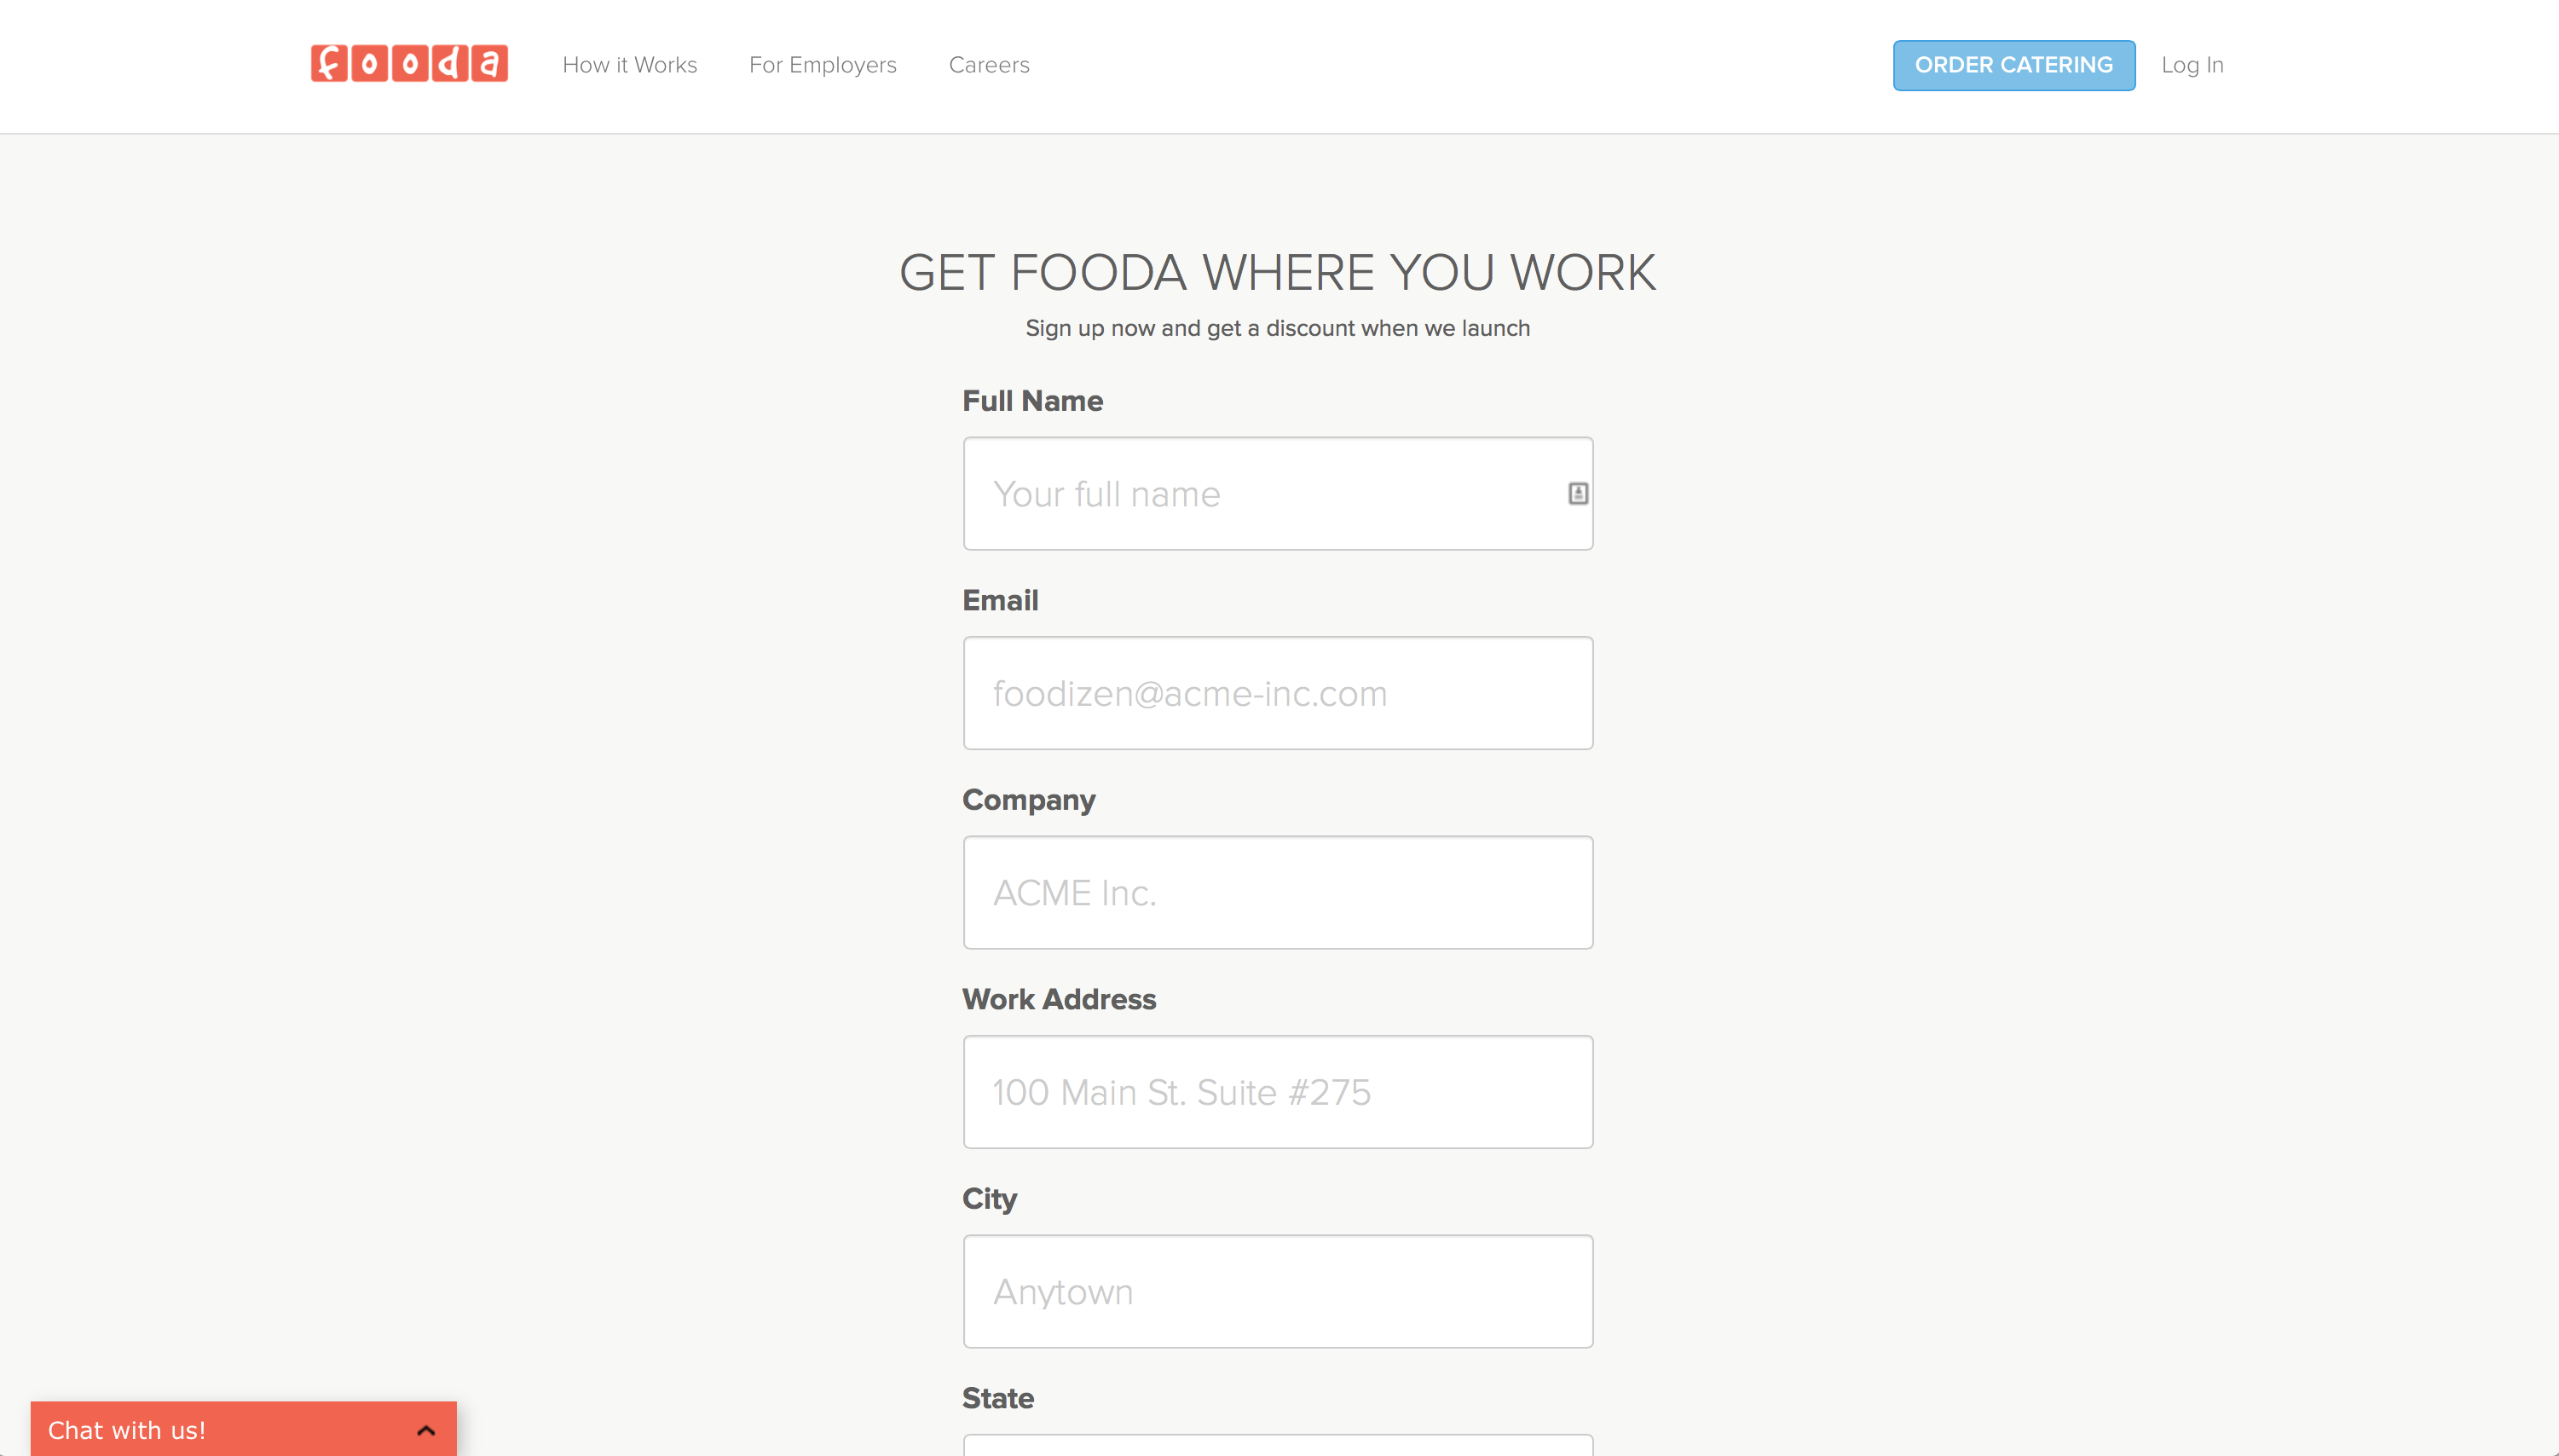 fooda How it Works For Employers Careers ORDER CATERING Log In
GET FOODA WHERE YOU WORK
Sign up now and get a discount when we launch
Full Name
Your full name
Email
foodizen@acme-inc.com
Company
ACME Inc.
Work Address
100 Main St. Suite #275
City
Anytown
State
Chat with us!